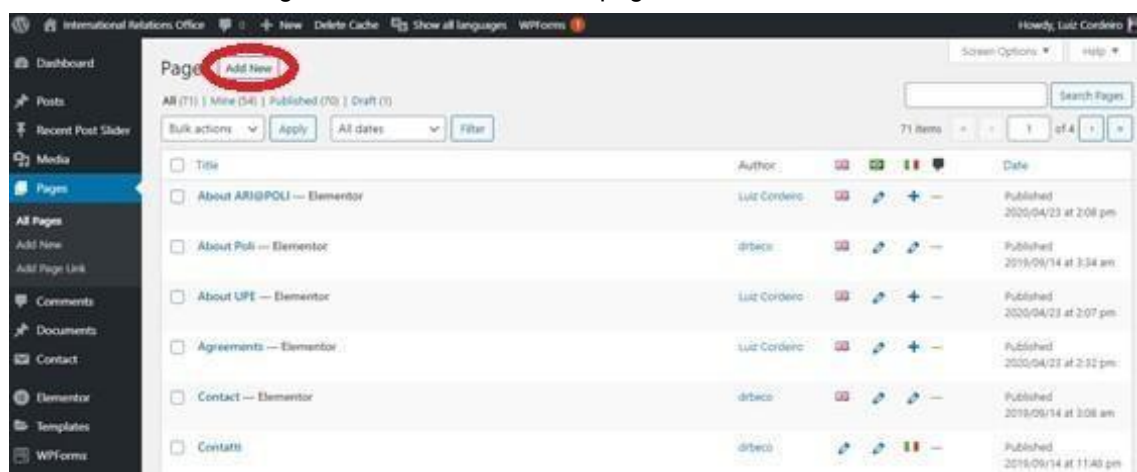 International Relations Office 0 + New Delete Cache Show all languages WPForms 1 Howdy, Luiz Cordeiro
Screen Options Help
Dashboard
Posts
Recent Post Slider
Media
Pages
All Pages
Add New
Add Page Link
Comments
Documents
Contact
Elementor
Templates
WPForms
Page Add New
All (71) | Mine (54) | Published (70) | Draft (1)
Search Pages
Bulk actions Apply All dates Filter 71 items 1 of 4
Title Author Date
About ARI@POLI — Elementor Luiz Cordeiro Published
2020/04/23 at 2:08 pm
About Poli — Elementor drbeco Published
2019/09/14 at 3:34 am
About UPE — Elementor Luiz Cordeiro Published
2020/04/23 at 2:07 pm
Agreements — Elementor Luiz Cordeiro Published
2020/04/23 at 2:32 pm
Contact — Elementor drbeco Published
2019/09/14 at 3:08 am
Contatti drbeco Published
2019/09/14 at 11:40 pm